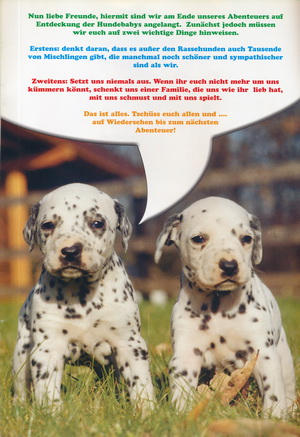 Nun liebe Freunde, hiermit sind wir am Ende unseres Abenteuers auf
Entdeckung der Hundebabys angelangt. Zunächst jedoch müssen
wir euch auf zwei wichtige Dinge hinweisen.
Erstens: denkt daran, dass es außer den Rassehunden auch Tausende
von Mischlingen gibt, die manchmal noch schöner und sympathischer
sind als wir.
Zweitens: Setzt uns niemals aus. Wenn ihr euch nicht mehr um uns
kümmern könnt, schenkt uns einer Familie, die uns wie ihr lieb hat,
mit uns schmust und mit uns spielt.
Das ist alles. Tschüss euch allen und ....
auf Wiedersehen bis zum nächsten
Abenteuer!